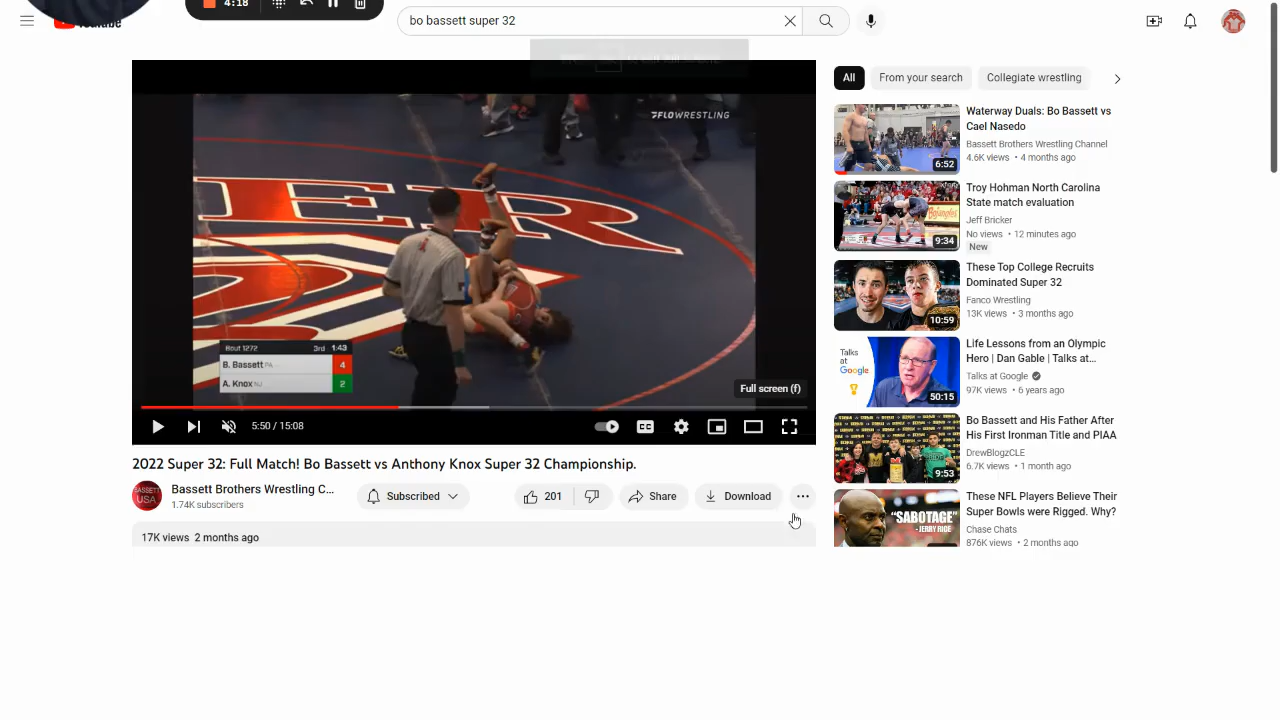 4:18
bo bassett super 32
FLOWRESTLING
Bout 1272 3rd 1:43
B. Bassett PA 4
A. Knox NJ 2
Full screen (f)
5:50 / 15:08
2022 Super 32: Full Match! Bo Bassett vs Anthony Knox Super 32 Championship.
BASSETT
USA
Bassett Brothers Wrestling C...
1.74K subscribers
Subscribed
201
Share
Download
17K views 2 months ago
All
From your search
Collegiate wrestling
6:52
Waterway Duals: Bo Bassett vs
Cael Nasedo
Bassett Brothers Wrestling Channel
4.6K views • 4 months ago
9:34
Troy Hohman North Carolina
State match evaluation
Jeff Bricker
No views • 12 minutes ago
New
10:59
These Top College Recruits
Dominated Super 32
Fanco Wrestling
13K views • 3 months ago
Talks
at
Google
50:15
Life Lessons from an Olympic
Hero | Dan Gable | Talks at...
Talks at Google
97K views • 6 years ago
9:53
Bo Bassett and His Father After
His First Ironman Title and PIAA
DrewBlogzCLE
6.7K views • 1 month ago
"SABOTAGE"
-JERRY RICE
These NFL Players Believe Their
Super Bowls were Rigged. Why?
Chase Chats
876K views • 2 months ago